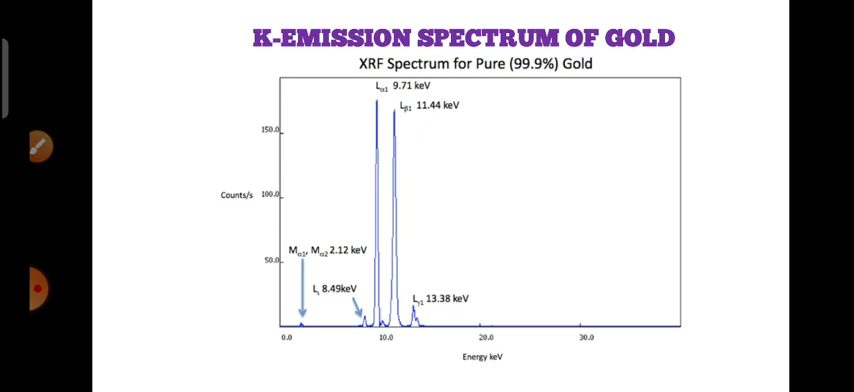 K-EMISSION SPECTRUM OF GOLD
XRF Spectrum for Pure (99.9%) Gold
Lα1 9.71 keV
Lβ1 11.44 keV
150.0
Counts/s 100.0
Mα1, Mα2 2.12 keV
50.0
Lι 8.49keV
Lγ1 13.38 keV
0.0 10.0 20.0 30.0
Energy keV